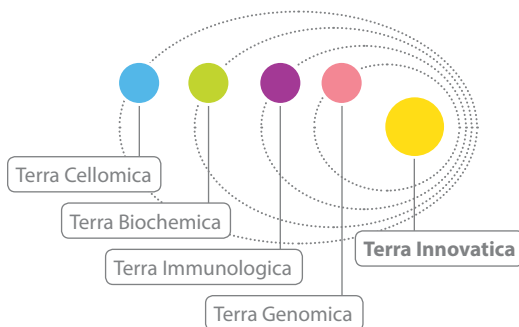 Terra Cellomica
Terra Biochemica
Terra Innovatica
Terra Immunologica
Terra Genomica